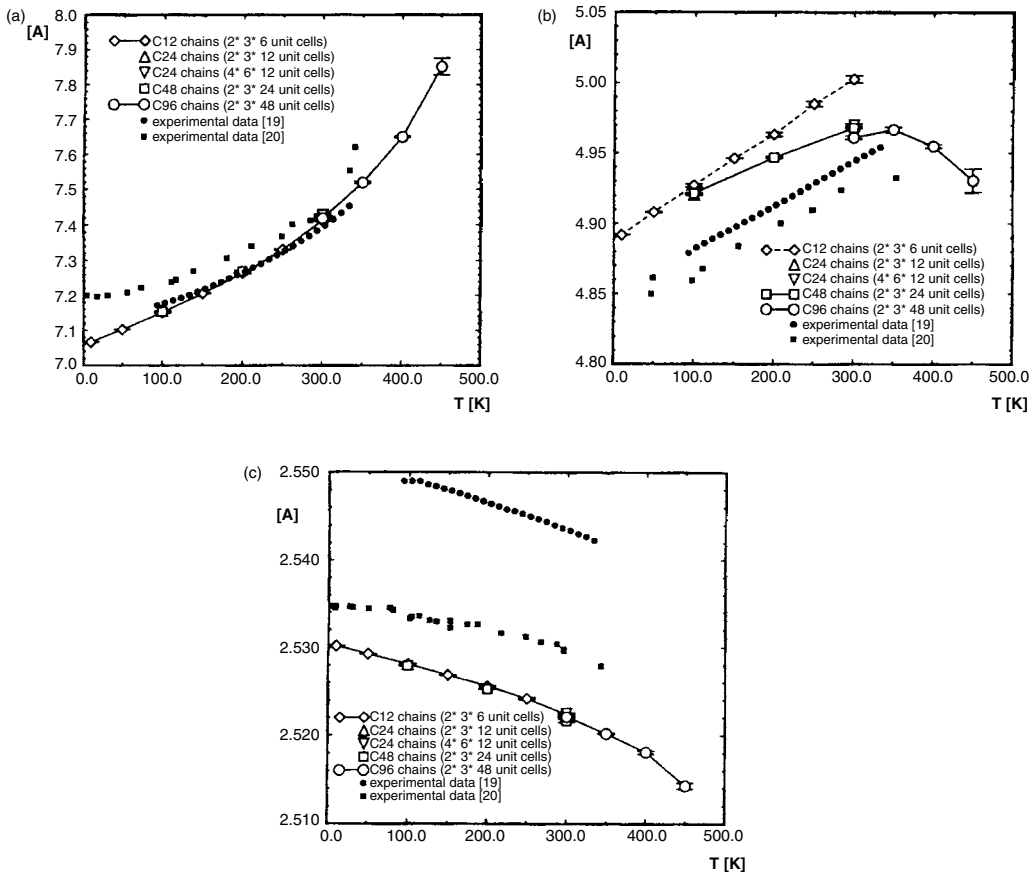 (a)
[A]
8.0
7.9
7.8
7.7
7.6
7.5
7.4
7.3
7.2
7.1
7.0
C12 chains (2* 3* 6 unit cells)
C24 chains (2* 3* 12 unit cells)
C24 chains (4* 6* 12 unit cells)
C48 chains (2* 3* 24 unit cells)
C96 chains (2* 3* 48 unit cells)
experimental data [19]
experimental data [20]
0.0 100.0 200.0 300.0 400.0 500.0
T [K]
(b)
[A]
5.05
5.00
4.95
4.90
4.85
4.80
C12 chains (2* 3* 6 unit cells)
C24 chains (2* 3* 12 unit cells)
C24 chains (4* 6* 12 unit cells)
C48 chains (2* 3* 24 unit cells)
C96 chains (2* 3* 48 unit cells)
experimental data [19]
experimental data [20]
0.0 100.0 200.0 300.0 400.0 500.0
T [K]
(c)
[A]
2.550
2.540
2.530
2.520
2.510
C12 chains (2* 3* 6 unit cells)
C24 chains (2* 3* 12 unit cells)
C24 chains (4* 6* 12 unit cells)
C48 chains (2* 3* 24 unit cells)
C96 chains (2* 3* 48 unit cells)
experimental data [19]
experimental data [20]
0.0 100.0 200.0 300.0 400.0 500.0
T [K]